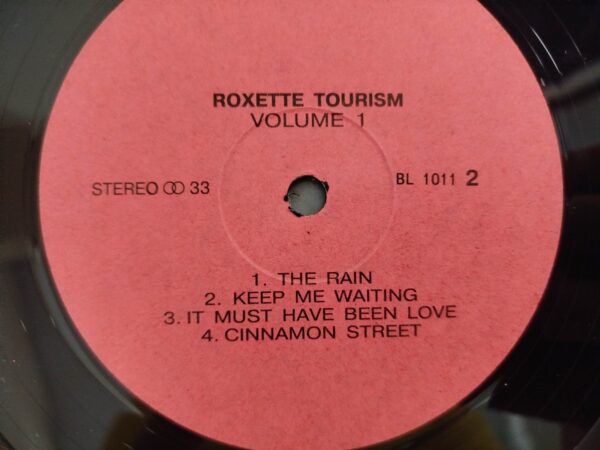 ROXETTE TOURISM
VOLUME 1
STEREO 33
BL 1011 2
1. THE RAIN
2. KEEP ME WAITING
3. IT MUST HAVE BEEN LOVE
4. CINNAMON STREET